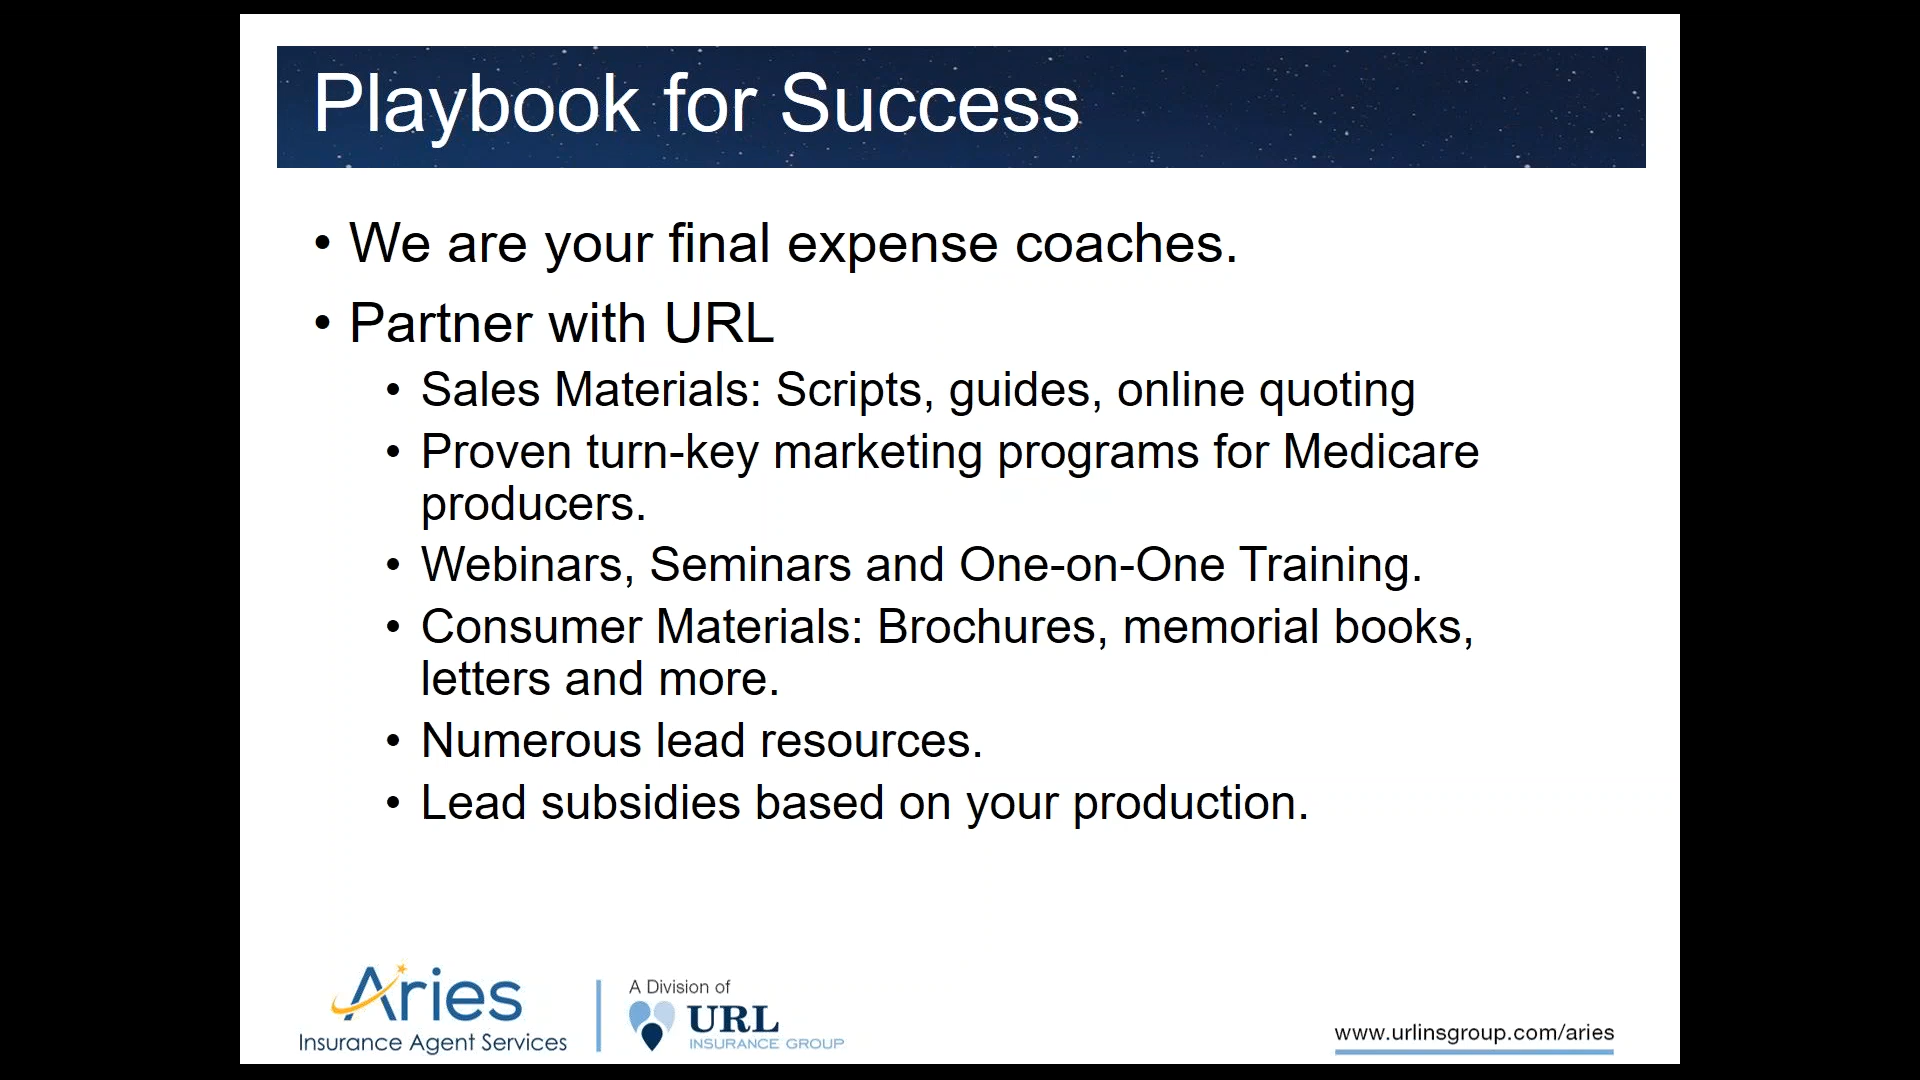 Playbook for Success
• We are your final expense coaches.
• Partner with URL
• Sales Materials: Scripts, guides, online quoting
• Proven turn-key marketing programs for Medicare
producers.
• Webinars, Seminars and One-on-One Training.
• Consumer Materials: Brochures, memorial books,
letters and more.
• Numerous lead resources.
• Lead subsidies based on your production.
Aries
Insurance Agent Services
A Division of
URL
INSURANCE GROUP
www.urlinsgroup.com/aries